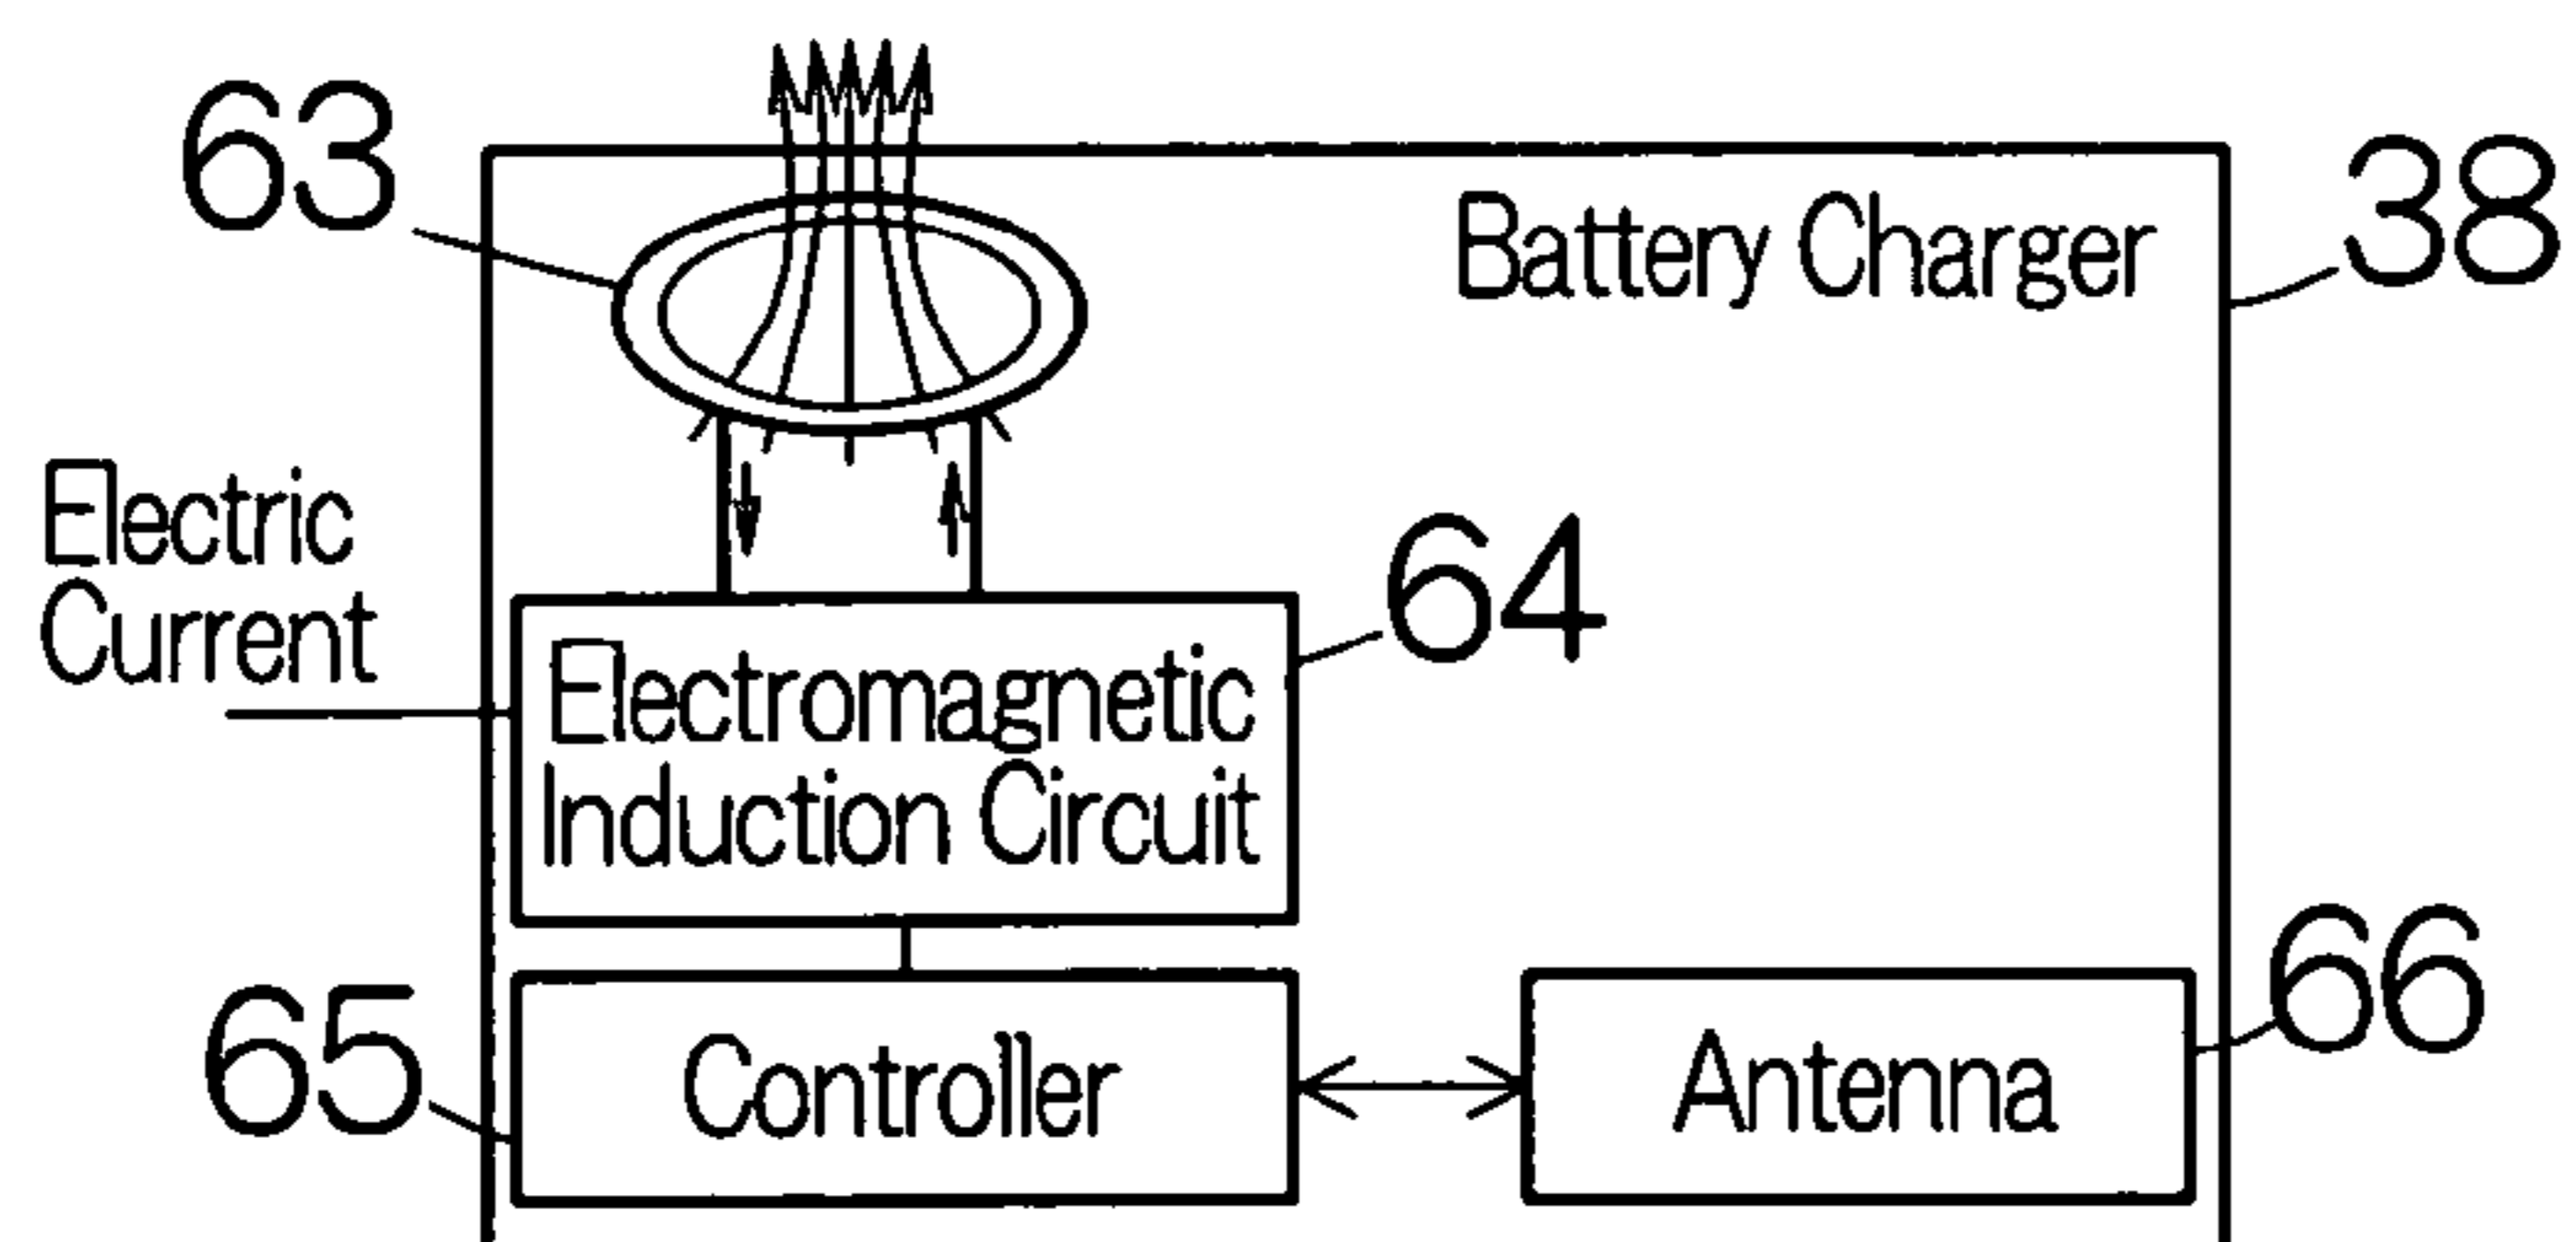 63
Battery Charger
38
Electric
Current
64
Electromagnetic
Induction Circuit
65
Controller
Antenna
66